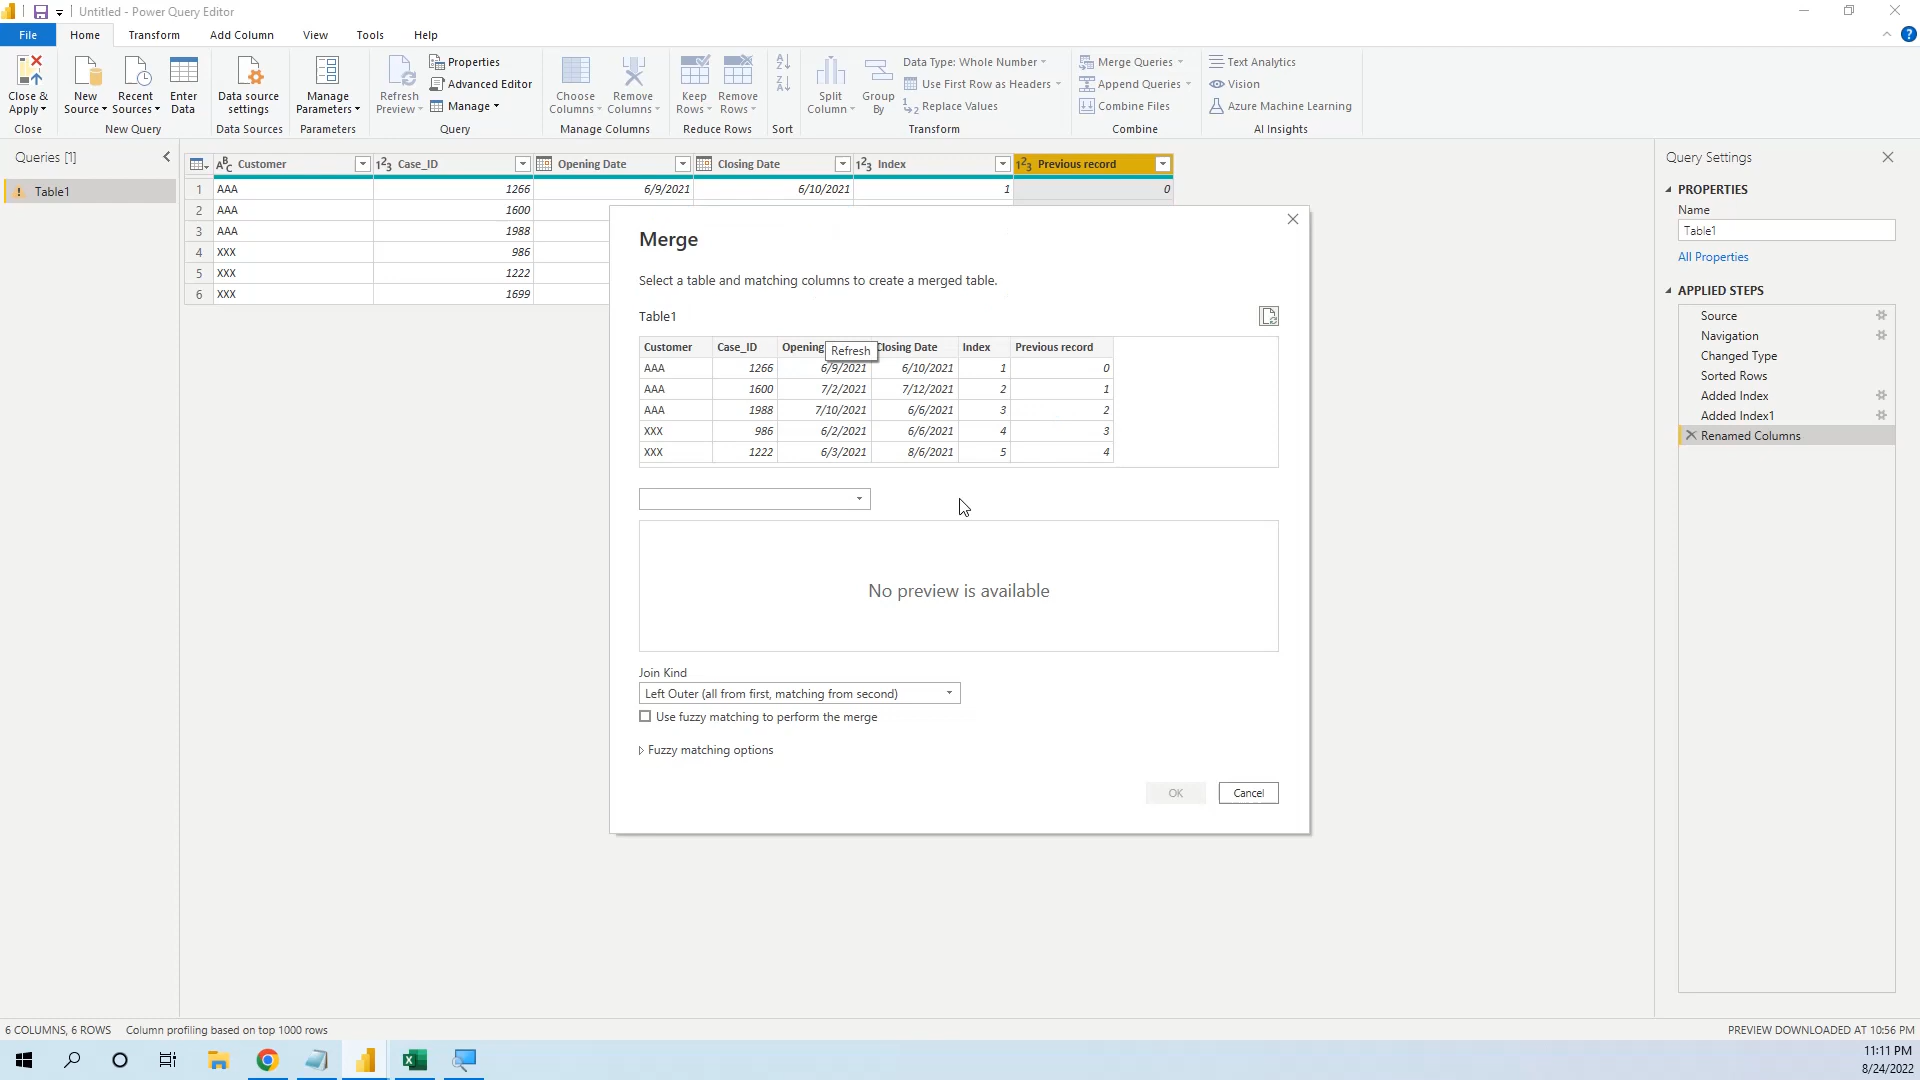 Untitled - Power Query Editor
File Home Transform Add Column View Tools Help
Close & Apply
Close
New Source
Recent Sources
Enter Data
New Query
Data source settings
Data Sources
Manage Parameters
Parameters
Refresh Preview
Properties
Advanced Editor
Manage
Query
Choose Columns
Remove Columns
Manage Columns
Keep Rows
Remove Rows
Reduce Rows
Sort
Split Column
Group By
Data Type: Whole Number
Use First Row as Headers
Replace Values
Transform
Merge Queries
Append Queries
Combine Files
Combine
Text Analytics
Vision
Azure Machine Learning
AI Insights
Queries [1]
Table1
Customer Case_ID Opening Date Closing Date Index Previous record
1 AAA 1266 6/9/2021 6/10/2021 1 0
2 AAA 1600
3 AAA 1988
4 XXX 986
5 XXX 1222
6 XXX 1699
Merge
Select a table and matching columns to create a merged table.
Table1
Customer Case_ID Opening Closing Date Index Previous record
Refresh
AAA 1266 6/9/2021 6/10/2021 1 0
AAA 1600 7/2/2021 7/12/2021 2 1
AAA 1988 7/10/2021 6/6/2021 3 2
XXX 986 6/2/2021 6/6/2021 4 3
XXX 1222 6/3/2021 8/6/2021 5 4
No preview is available
Join Kind
Left Outer (all from first, matching from second)
Use fuzzy matching to perform the merge
Fuzzy matching options
OK Cancel
Query Settings
PROPERTIES
Name
Table1
All Properties
APPLIED STEPS
Source
Navigation
Changed Type
Sorted Rows
Added Index
Added Index1
Renamed Columns
6 COLUMNS, 6 ROWS Column profiling based on top 1000 rows
PREVIEW DOWNLOADED AT 10:56 PM
11:11 PM
8/24/2022